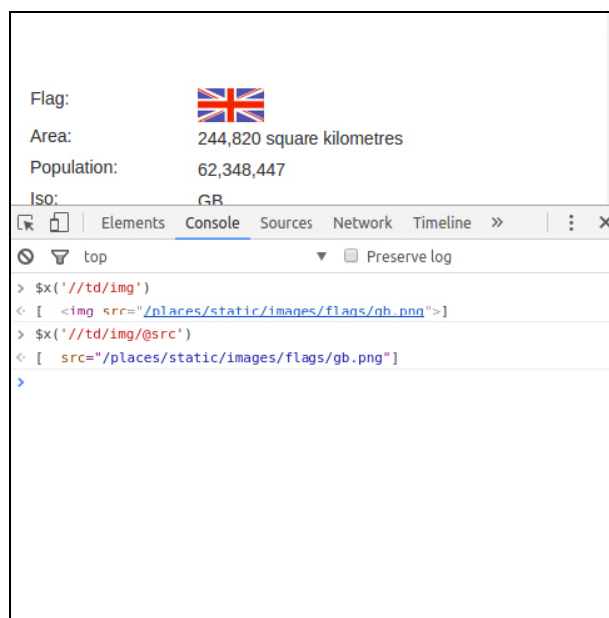 Flag:
Area: 244,820 square kilometres
Population: 62,348,447
Iso: GB
Elements Console Sources Network Timeline »
top Preserve log
> $x('//td/img')
[ <img src="/places/static/images/flags/gb.png">]
> $x('//td/img/@src')
[ src="/places/static/images/flags/gb.png"]
>